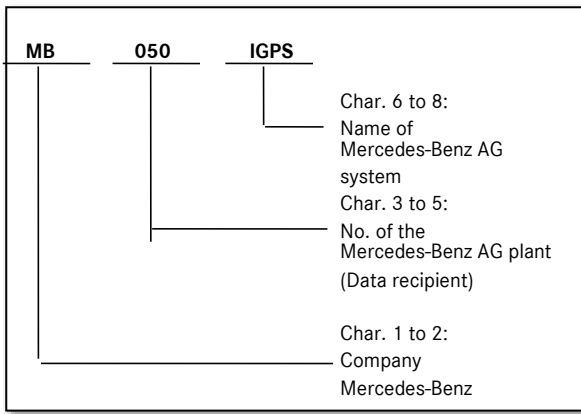 MB 050 IGPS
Char. 6 to 8:
Name of
Mercedes-Benz AG
system
Char. 3 to 5:
No. of the
Mercedes-Benz AG plant
(Data recipient)
Char. 1 to 2:
Company
Mercedes-Benz